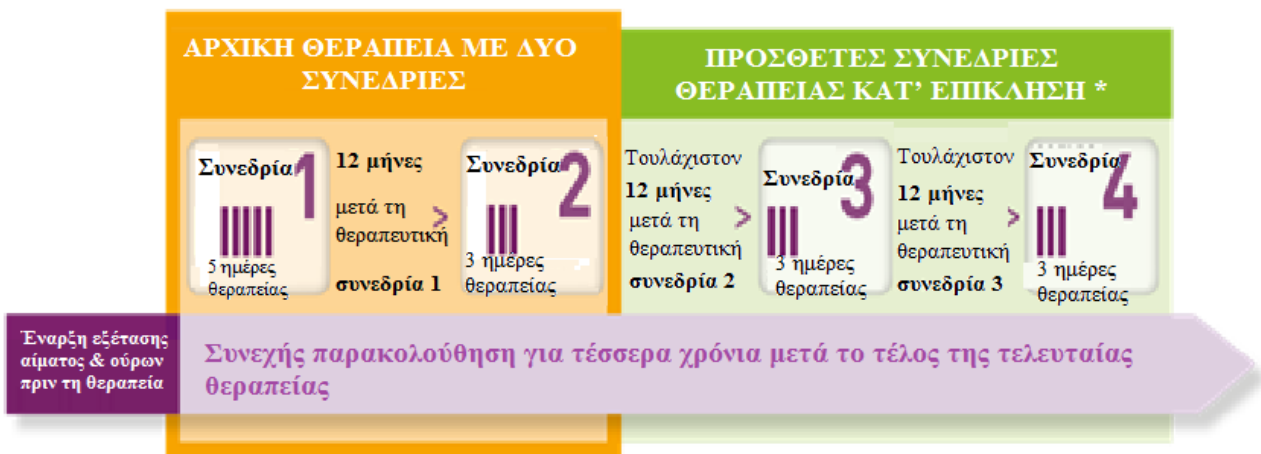 ΑΡΧΙΚΗ ΘΕΡΑΠΕΙΑ ΜΕ ΔΥΟ
ΣΥΝΕΔΡΙΕΣ
ΠΡΟΣΘΕΤΕΣ ΣΥΝΕΔΡΙΕΣ
ΘΕΡΑΠΕΙΑΣ ΚΑΤ’ ΕΠΙΚΛΗΣΗ *
Συνεδρία 1
5 ημέρες
θεραπείας
12 μήνες
μετά τη
θεραπευτική
συνεδρία 1
>
Συνεδρία 2
3 ημέρες
θεραπείας
Τουλάχιστον
12 μήνες
μετά τη
θεραπευτική
συνεδρία 2
>
Συνεδρία 3
3 ημέρες
θεραπείας
Τουλάχιστον
12 μήνες
μετά τη
θεραπευτική
συνεδρία 3
>
Συνεδρία 4
3 ημέρες
θεραπείας
Έναρξη εξέτασης
αίματος & ούρων
πριν τη θεραπεία
Συνεχής παρακολούθηση για τέσσερα χρόνια μετά το τέλος της τελευταίας
θεραπείας